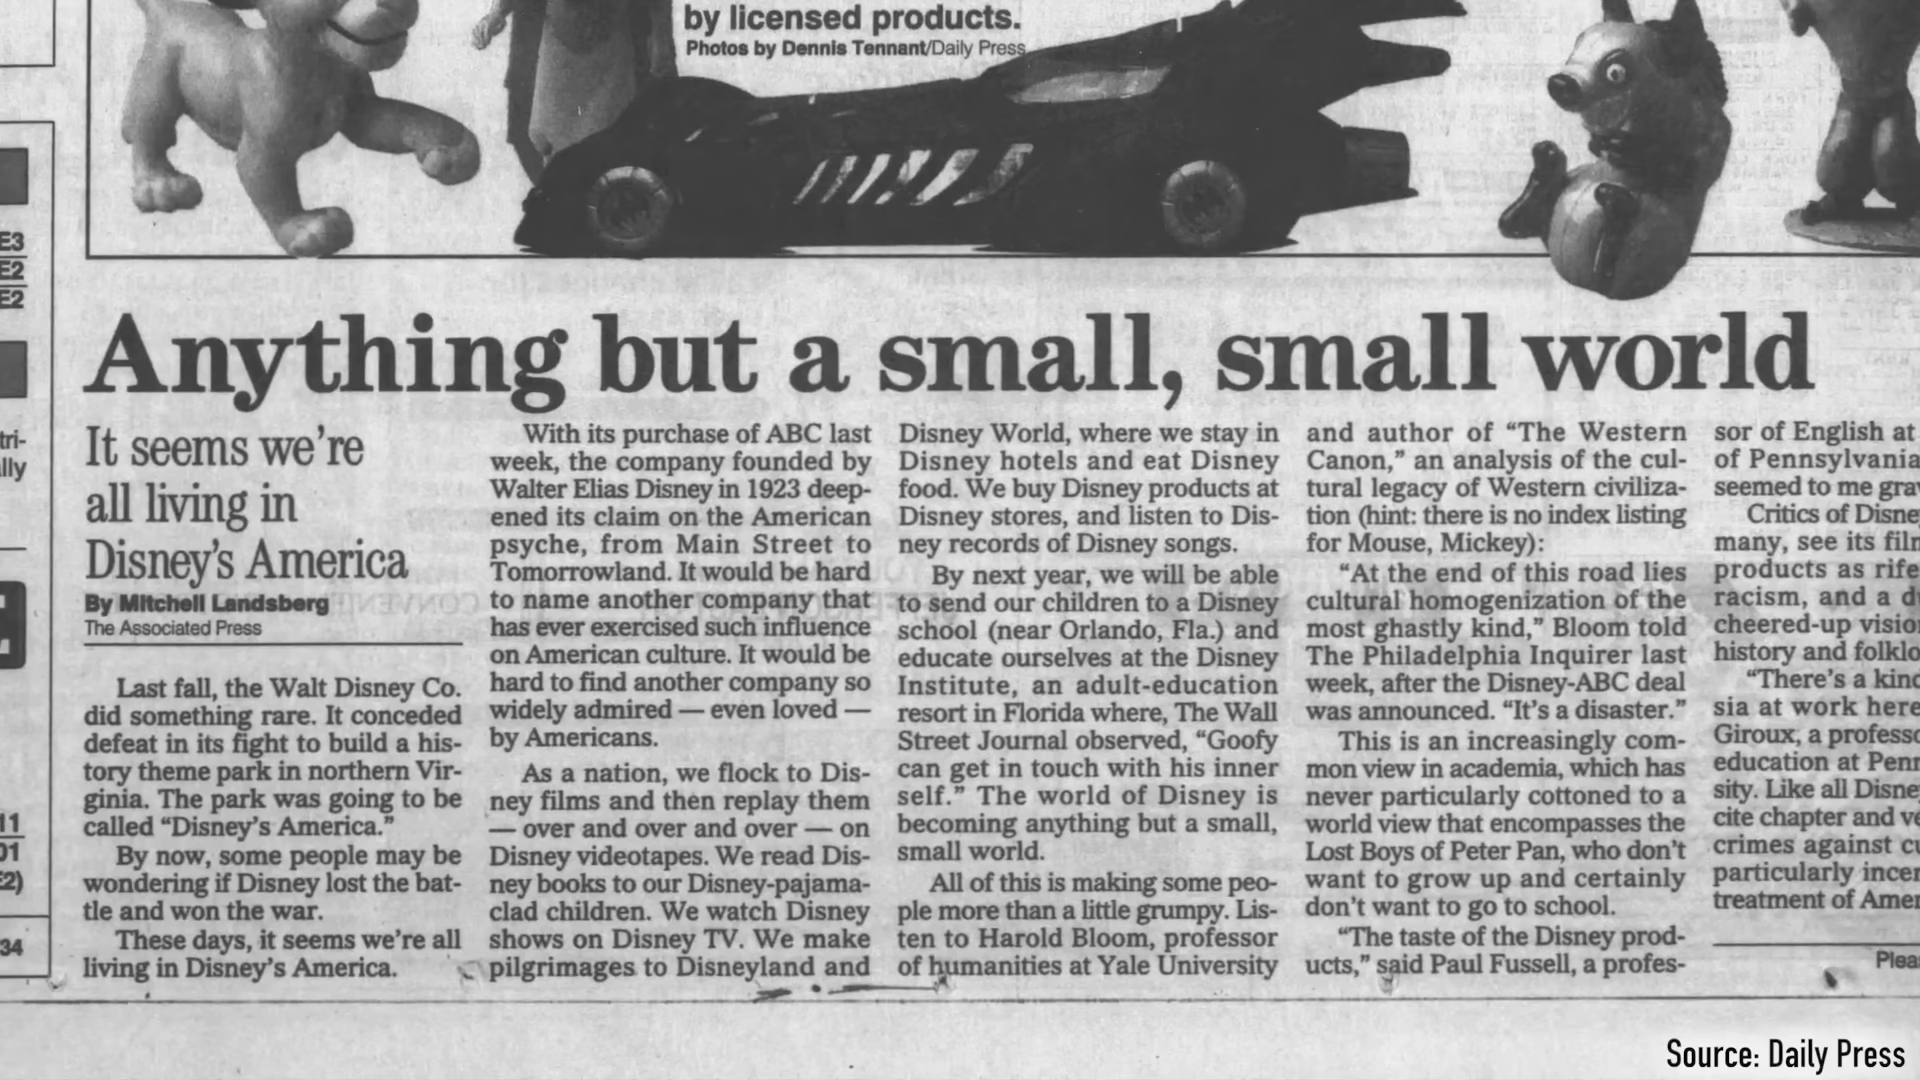 by licensed products.
Photos by Dennis Tennant/Daily Press
E3
E2
E2
tri-
lly
11
01
E2)
34
Anything but a small, small world
It seems we're
all living in
Disney's America
By Mitchell Landsberg
The Associated Press
Last fall, the Walt Disney Co.
did something rare. It conceded
defeat in its fight to build a his-
tory theme park in northern Vir-
ginia. The park was going to be
called “Disney's America.”
By now, some people may be
wondering if Disney lost the bat-
tle and won the war.
These days, it seems we're all
living in Disney's America.
With its purchase of ABC last
week, the company founded by
Walter Elias Disney in 1923 deep-
ened its claim on the American
psyche, from Main Street to
Tomorrowland. It would be hard
to name another company that
has ever exercised such influence
on American culture. It would be
hard to find another company so
widely admired — even loved —
by Americans.
As a nation, we flock to Dis-
ney films and then replay them
— over and over and over — on
Disney videotapes. We read Dis-
ney books to our Disney-pajama-
clad children. We watch Disney
shows on Disney TV. We make
pilgrimages to Disneyland and
Disney World, where we stay in
Disney hotels and eat Disney
food. We buy Disney products at
Disney stores, and listen to Dis-
ney records of Disney songs.
By next year, we will be able
to send our children to a Disney
school (near Orlando, Fla.) and
educate ourselves at the Disney
Institute, an adult-education
resort in Florida where, The Wall
Street Journal observed, “Goofy
can get in touch with his inner
self.” The world of Disney is
becoming anything but a small,
small world.
All of this is making some peo-
ple more than a little grumpy. Lis-
ten to Harold Bloom, professor
of humanities at Yale University
and author of “The Western
Canon,” an analysis of the cul-
tural legacy of Western civiliza-
tion (hint: there is no index listing
for Mouse, Mickey):
“At the end of this road lies
cultural homogenization of the
most ghastly kind,” Bloom told
The Philadelphia Inquirer last
week, after the Disney-ABC deal
was announced. “It's a disaster.”
This is an increasingly com-
mon view in academia, which has
never particularly cottoned to a
world view that encompasses the
Lost Boys of Peter Pan, who don't
want to grow up and certainly
don't want to go to school.
“The taste of the Disney prod-
ucts,” said Paul Fussell, a profes-
sor of English at
of Pennsylvania
seemed to me gra
Critics of Disne
many, see its film
products as rife
racism, and a d
cheered-up visio
history and folklo
“There's a kind
sia at work here
Giroux, a professo
education at Penn
sity. Like all Disne
cite chapter and ve
crimes against cu
particularly incen
treatment of Amer
Plea
Source: Daily Press